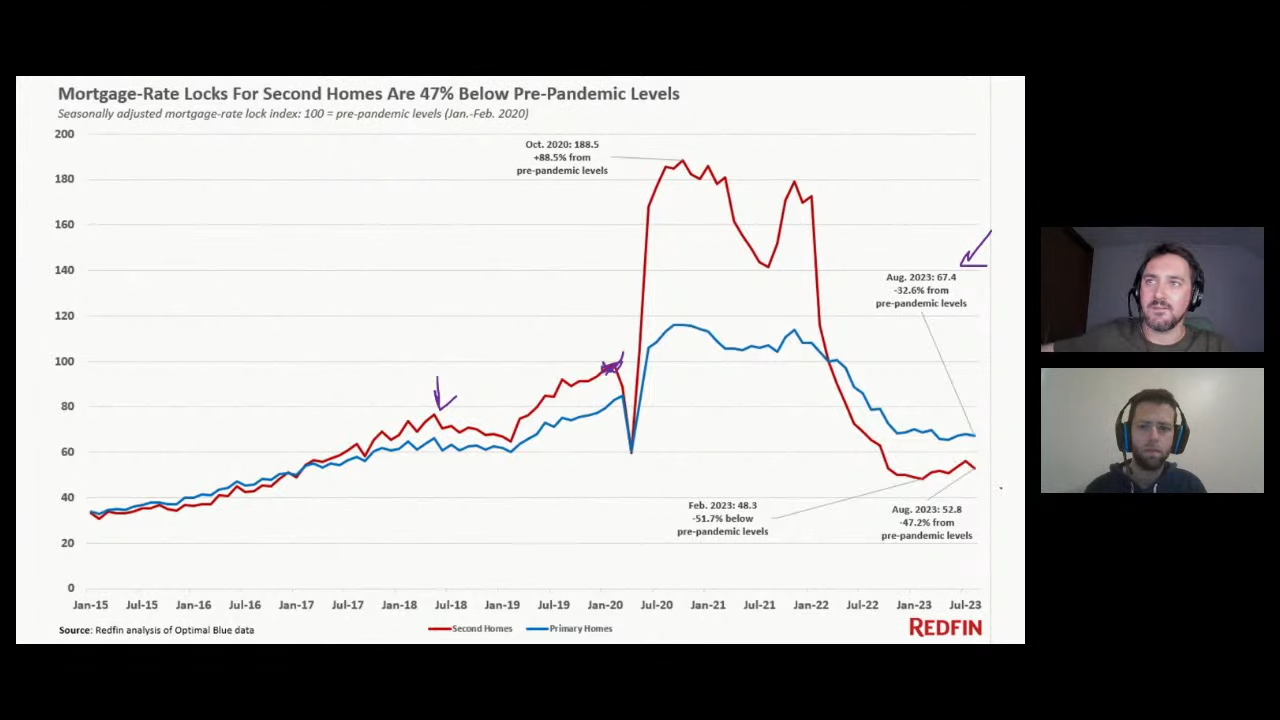 Mortgage-Rate Locks For Second Homes Are 47% Below Pre-Pandemic Levels
Seasonally adjusted mortgage-rate lock index: 100 = pre-pandemic levels (Jan.-Feb. 2020)
200
Oct. 2020: 188.5
+88.5% from
pre-pandemic levels
180
160
140
Aug. 2023: 67.4
-32.6% from
pre-pandemic levels
120
100
80
60
40
Feb. 2023: 48.3
-51.7% below
pre-pandemic levels
Aug. 2023: 52.8
-47.2% from
pre-pandemic levels
20
0
Jan-15 Jul-15 Jan-16 Jul-16 Jan-17 Jul-17 Jan-18 Jul-18 Jan-19 Jul-19 Jan-20 Jul-20 Jan-21 Jul-21 Jan-22 Jul-22 Jan-23 Jul-23
Source: Redfin analysis of Optimal Blue data
Second Homes Primary Homes
REDFIN